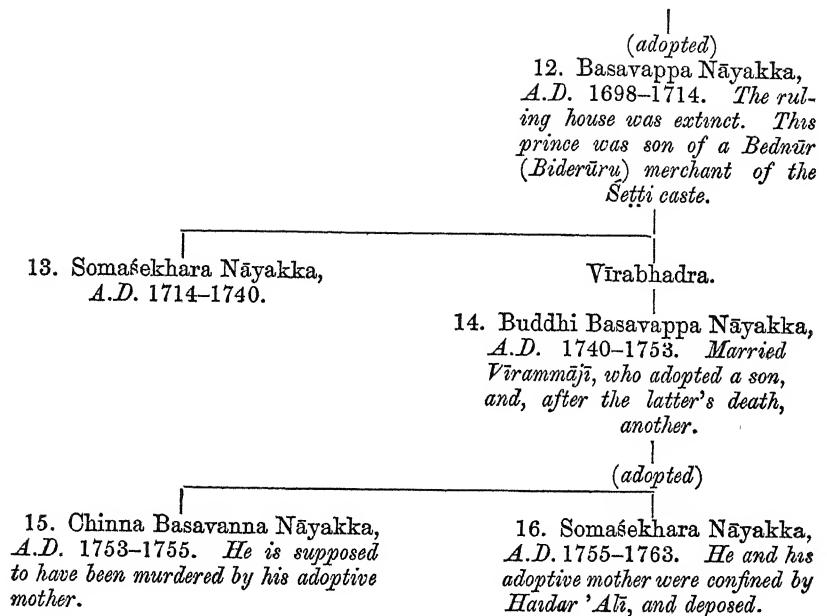 (adopted)
12. Basavappa Nāyakka,
A.D. 1698–1714. The rul-
ing house was extinct. This
prince was son of a Bednūr
(Biderūru) merchant of the
Śeṭṭi caste.
13. Somaśekhara Nāyakka,
A.D. 1714–1740.
Vīrabhadra.
14. Buddhi Basavappa Nāyakka,
A.D. 1740–1753. Married
Vīrammājī, who adopted a son,
and, after the latter's death,
another.
(adopted)
15. Chinna Basavanna Nāyakka,
A.D. 1753–1755. He is supposed
to have been murdered by his adoptive
mother.
16. Somaśekhara Nāyakka,
A.D. 1755–1763. He and his
adoptive mother were confined by
Haidar 'Alī, and deposed.